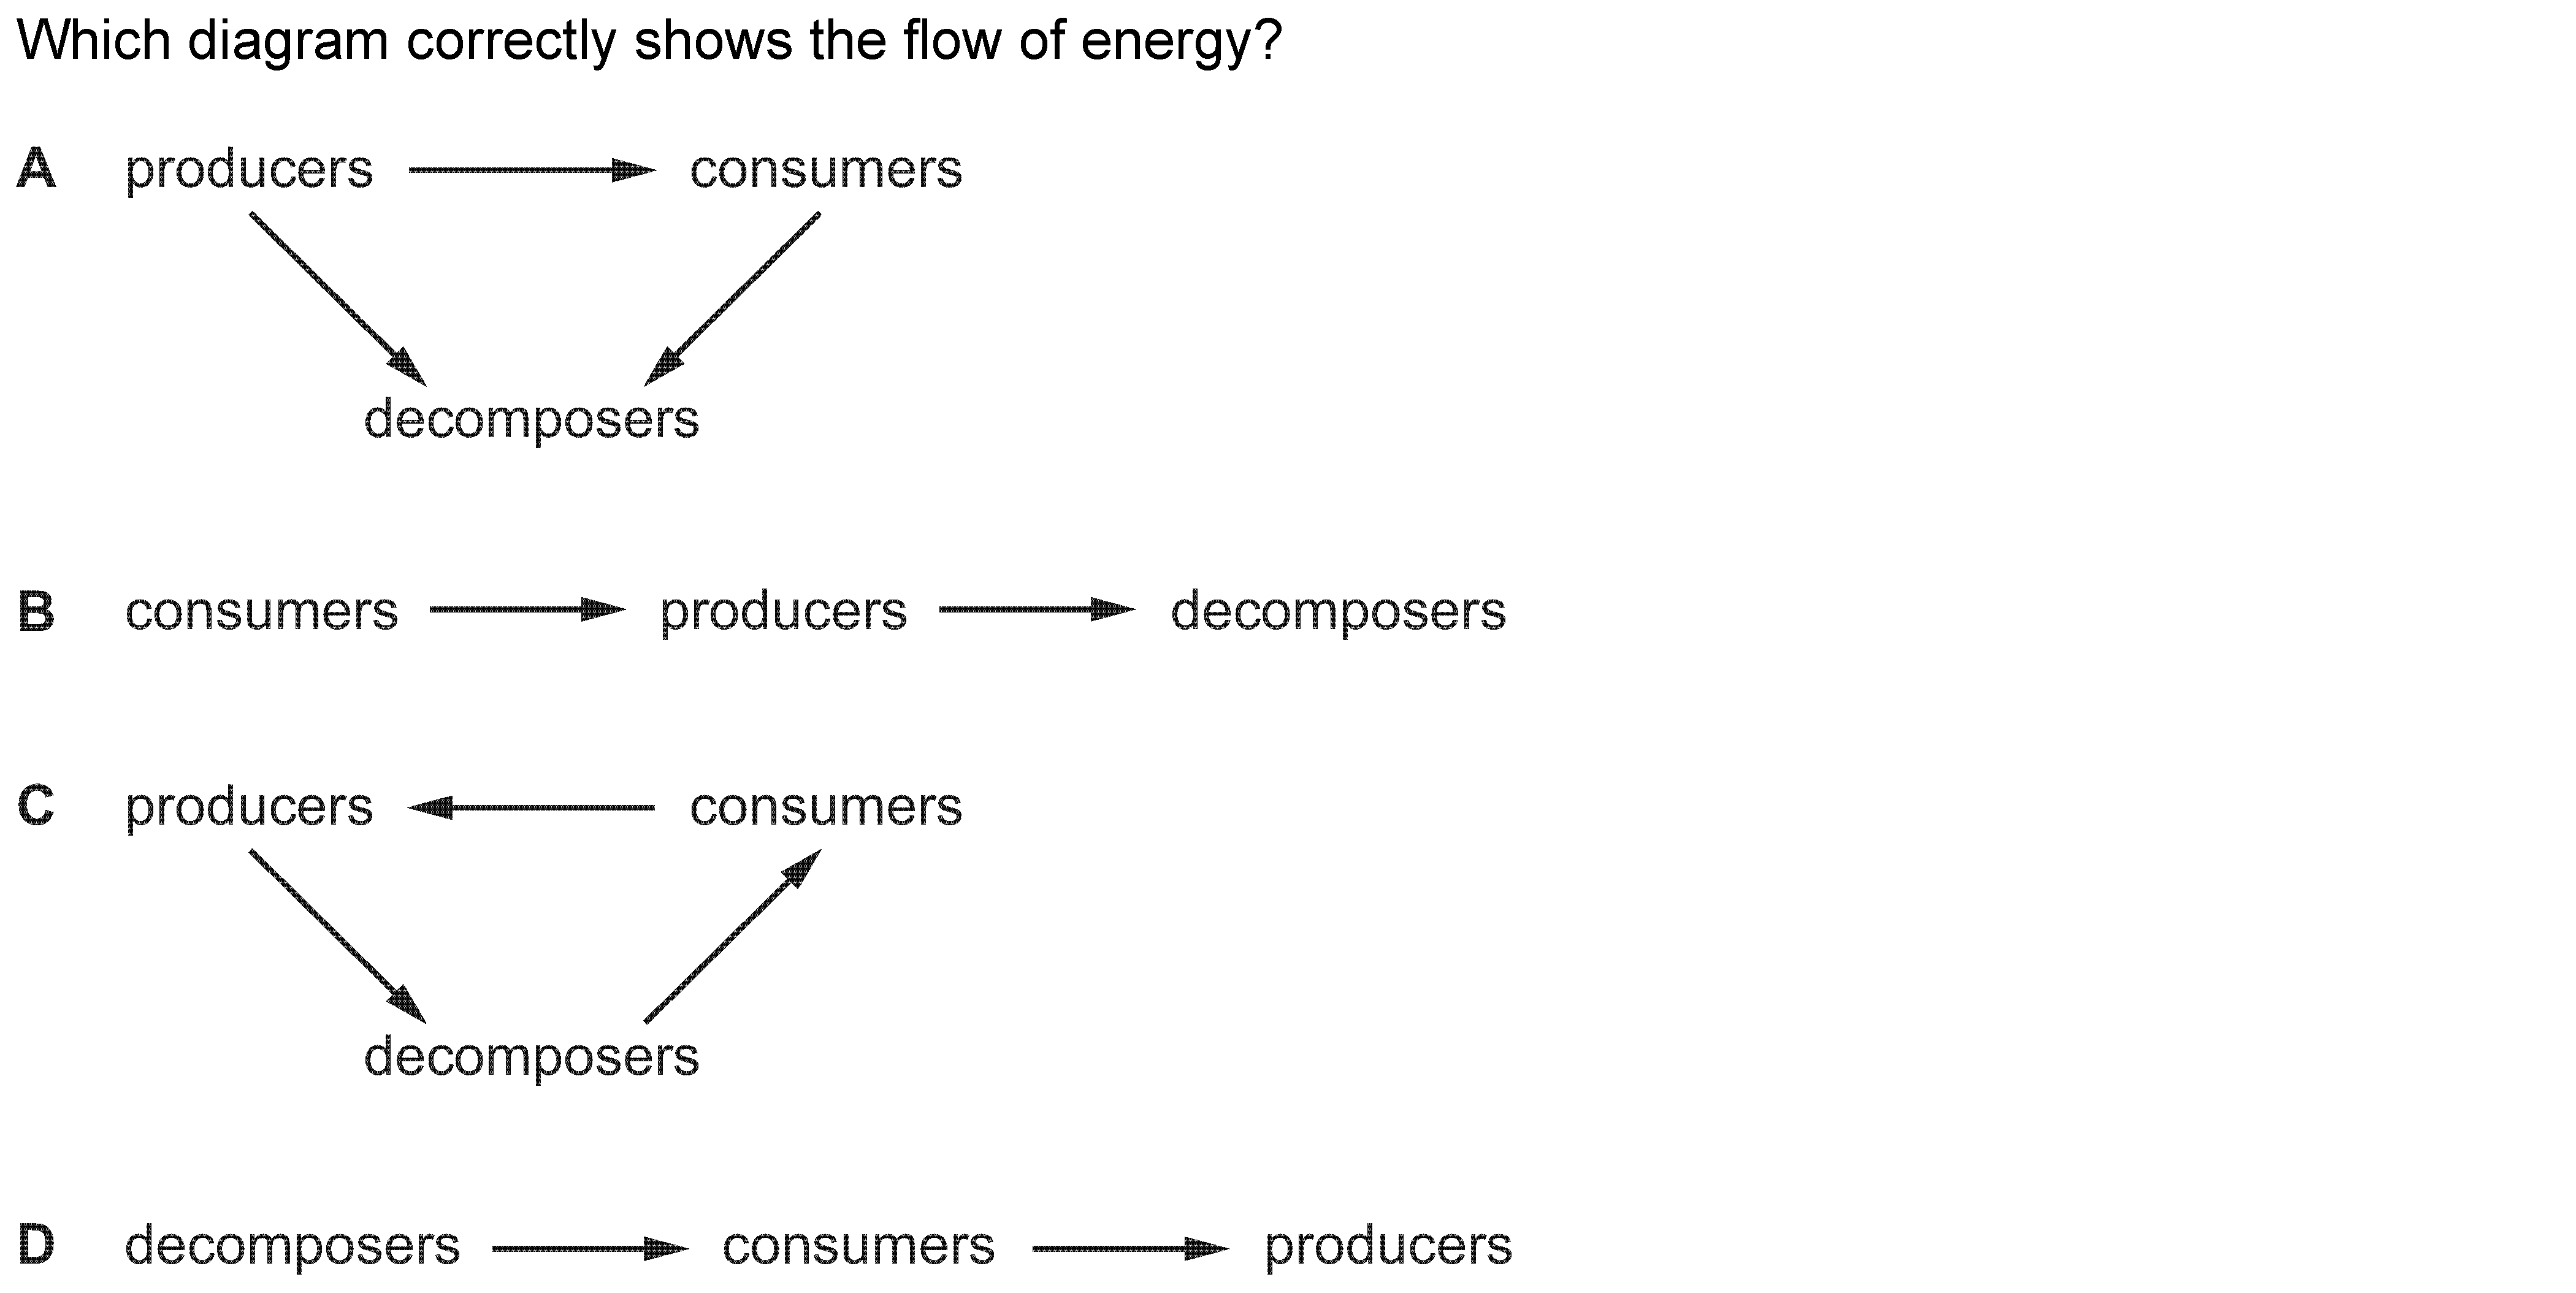 Which diagram correctly shows the flow of energy?
A producers consumers
decomposers
B consumers producers decomposers
C producers consumers
decomposers
D decomposers consumers producers